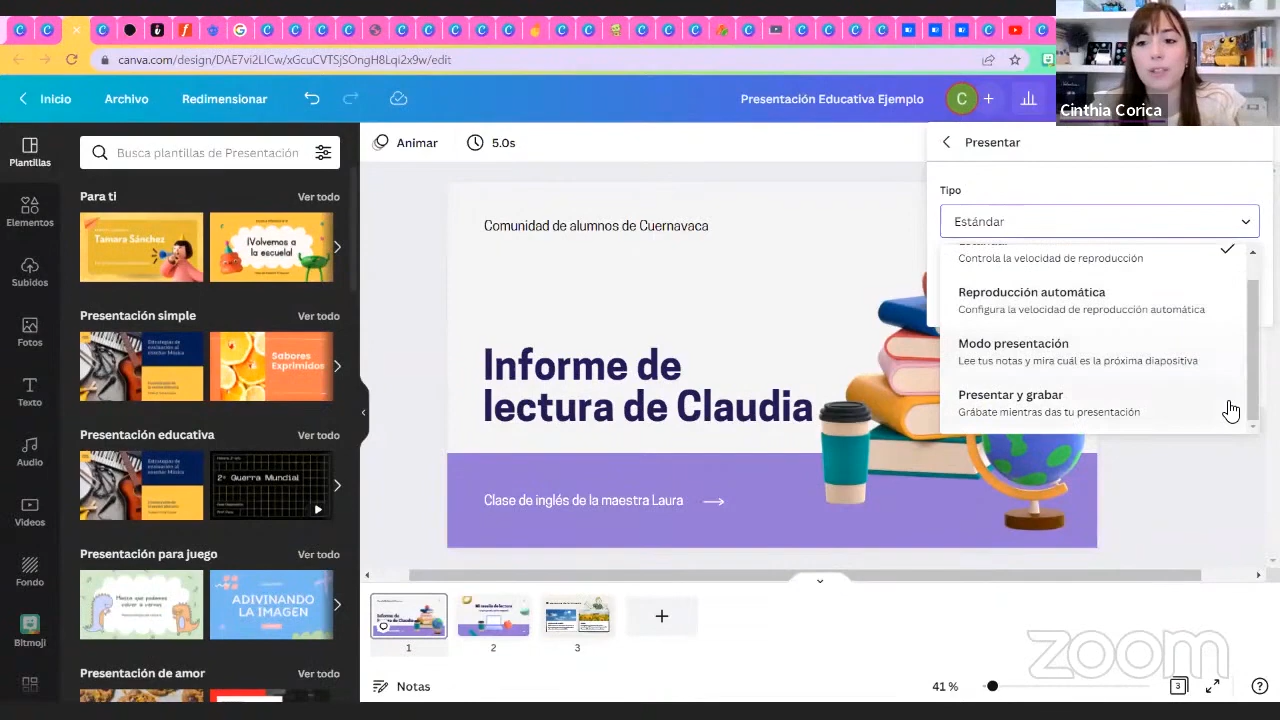 canva.com/design/DAE7vi2LICw/xGcuCVTSjSOngH8LqlZXjw/edit
Cinthia Corica
Inicio
Archivo
Redimensionar
Presentación Educativa Ejemplo
C
Plantillas
Busca plantillas de Presentación
Animar
5.0s
Presentar
Para ti
Ver todo
Tamara Sánchez
¡Volvemos a
la escuela!
Elementos
Subidos
Fotos
Texto
Audio
Videos
Fondo
Bitmoji
Presentación simple
Ver todo
Sabores
Exprimidos
Presentación educativa
Ver todo
2ª Guerra Mundial
Presentación para juego
Ver todo
ADIVINANDO
LA IMAGEN
Presentación de amor
Ver todo
Comunidad de alumnos de Cuernavaca
Informe de
lectura de Claudia
Clase de inglés de la maestra Laura
Tipo
Estándar
Controla la velocidad de reproducción
Reproducción automática
Configura la velocidad de reproducción automática
Modo presentación
Lee tus notas y mira cuál es la próxima diapositiva
Presentar y grabar
Grábate mientras das tu presentación
1
2
3
Notas
41 %
3
zoom